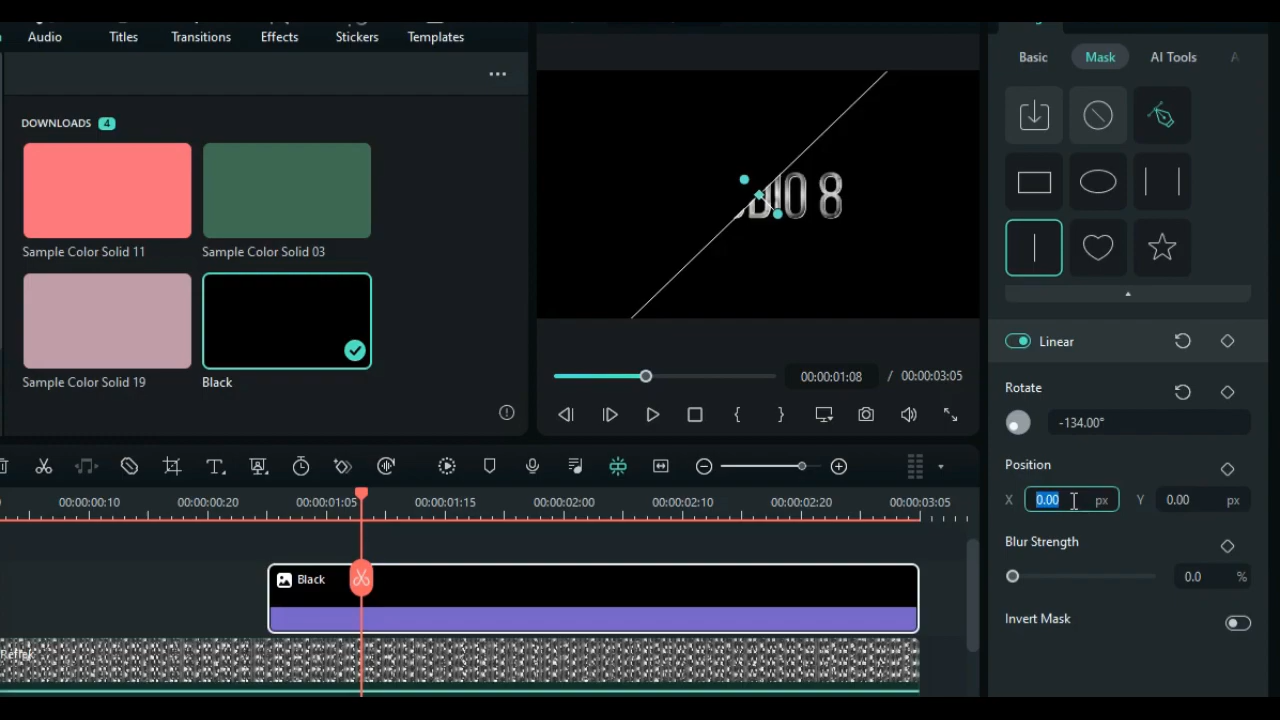 Audio
Titles
Transitions
Effects
Stickers
Templates
Basic
Mask
AI Tools
A
DOWNLOADS 4
Sample Color Solid 11
Sample Color Solid 03
Sample Color Solid 19
Black
DIO 8
00:00:01:08 / 00:00:03:05
Linear
Rotate
-134.00°
Position
X 0.00 px Y 0.00 px
Blur Strength
0.0 %
Invert Mask
00:00:00:10
00:00:00:20
00:00:01:05
00:00:01:15
00:00:02:00
00:00:02:10
00:00:02:20
00:00:03:05
Black